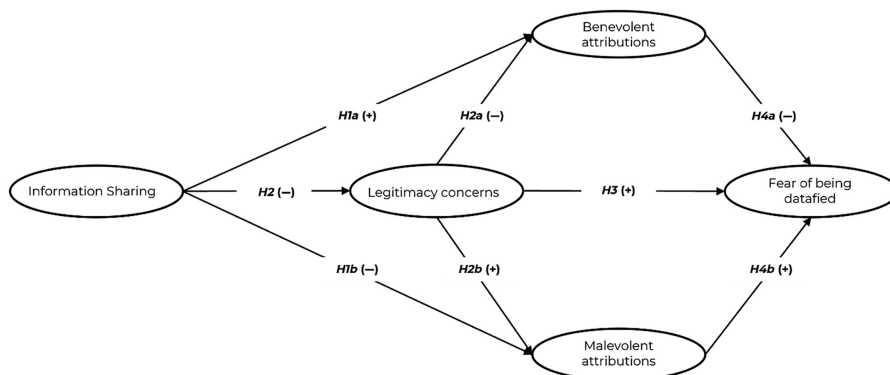 Benevolent
attributions
H1a (+)
H2a (—)
H4a (—)
Information Sharing
H2 (—)
Legitimacy concerns
H3 (+)
Fear of being
datafied
H1b (—)
H2b (+)
H4b (+)
Malevolent
attributions